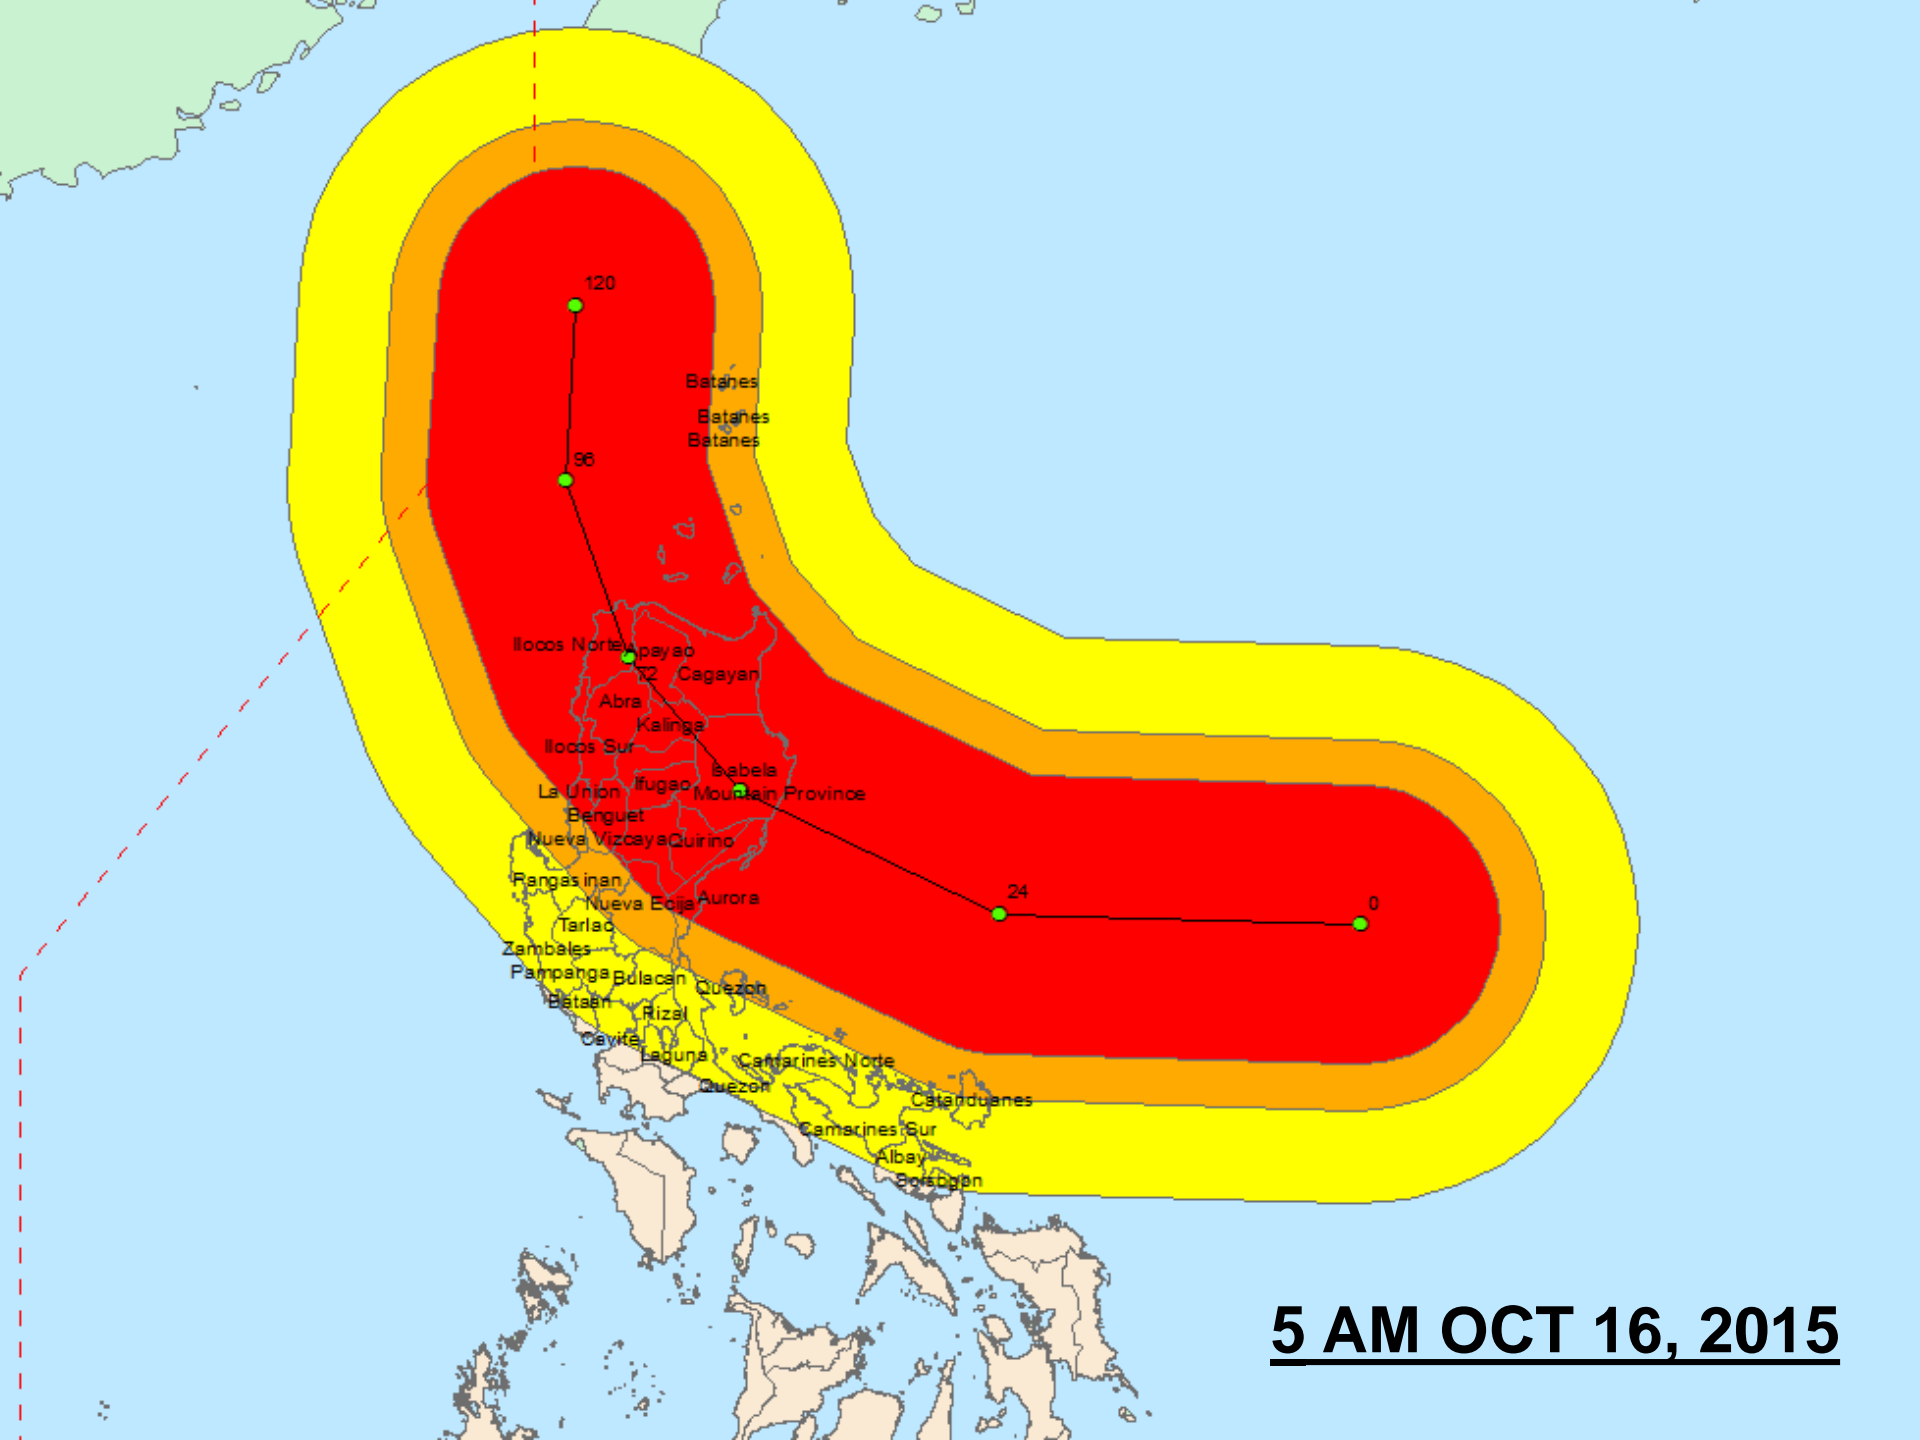 120
Batanes
Batanes
Batanes
96
Ilocos Norte
Apayao
72
Cagayan
Abra
Kalinga
Ilocos Sur
Isabela
Ifugao
La Union
Mountain Province
Benguet
Nueva Vizcaya
Quirino
Pangasinan
24
0
Aurora
Nueva Ecija
Tarlac
Zambales
Pampanga
Bulacan
Quezon
Bataan
Rizal
Cavite
Laguna
Camarines Norte
Quezon
Catanduanes
Camarines Sur
Albay
Sorsogon
5 AM OCT 16, 2015